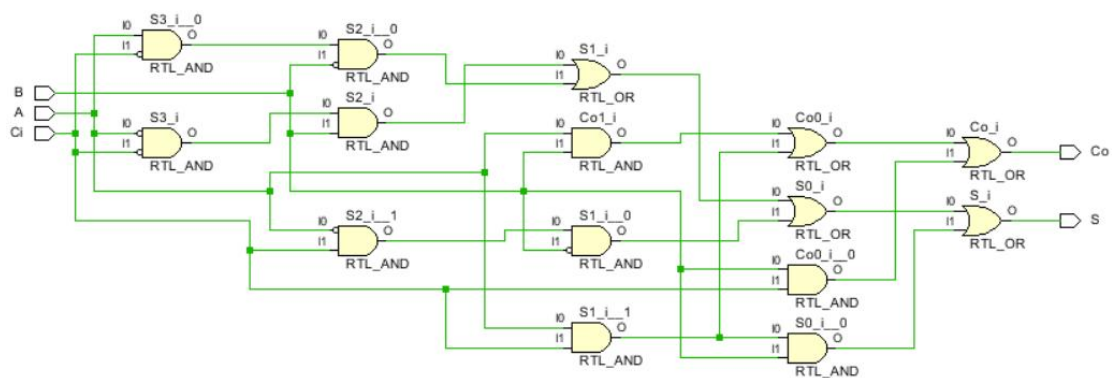 S3_i__0
I0 O
I1
RTL_AND
S2_i__0
I0 O
I1
RTL_AND
S1_i
I0 O
I1
RTL_OR
B
A
Ci
S3_i
I0 O
I1
RTL_AND
S2_i
I0 O
I1
RTL_AND
Co1_i
I0 O
I1
RTL_AND
Co0_i
I0 O
I1
RTL_OR
Co_i
I0 O
I1
RTL_OR
Co
S2_i__1
I0 O
I1
RTL_AND
S1_i__0
I0 O
I1
RTL_AND
S0_i
I0 O
I1
RTL_OR
S_i
I0 O
I1
RTL_OR
S
Co0_i__0
I0 O
I1
RTL_AND
S1_i__1
I0 O
I1
RTL_AND
S0_i__0
I0 O
I1
RTL_AND